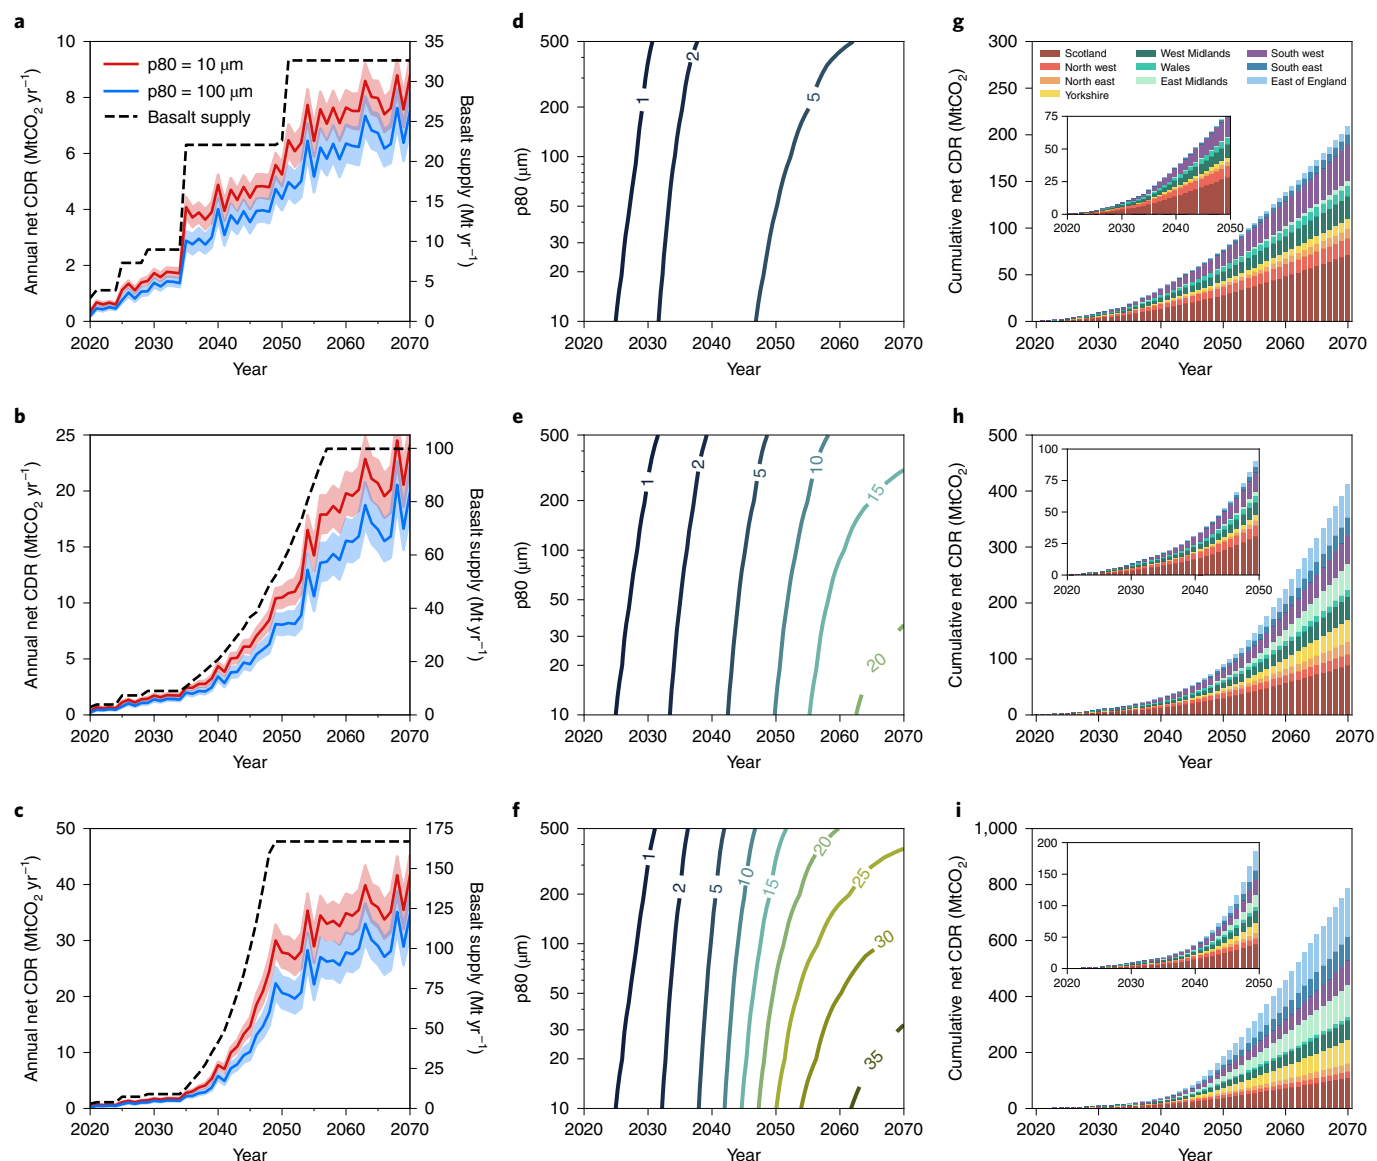 a
Annual net CDR (MtCO₂ yr⁻¹)
10
8
6
4
2
0
p80 = 10 μm
p80 = 100 μm
Basalt supply
35
30
25
20
15
10
5
0
Basalt supply (Mt yr⁻¹)
2020 2030 2040 2050 2060 2070
Year
d
p80 (μm)
500
200
100
50
30
20
10
1
2
5
2020 2030 2040 2050 2060 2070
Year
g
Cumulative net CDR (MtCO₂)
300
250
200
150
100
50
0
Scotland
North west
North east
Yorkshire
West Midlands
Wales
East Midlands
South west
South east
East of England
75
50
25
0
2020 2030 2040 2050
2020 2030 2040 2050 2060 2070
Year
b
Annual net CDR (MtCO₂ yr⁻¹)
25
20
15
10
5
0
100
80
60
40
20
0
Basalt supply (Mt yr⁻¹)
2020 2030 2040 2050 2060 2070
Year
e
p80 (μm)
500
200
100
50
30
20
10
1
2
5
10
15
20
2020 2030 2040 2050 2060 2070
Year
h
Cumulative net CDR (MtCO₂)
500
400
300
200
100
0
100
75
50
25
0
2020 2030 2040 2050
2020 2030 2040 2050 2060 2070
Year
c
Annual net CDR (MtCO₂ yr⁻¹)
50
40
30
20
10
0
175
150
125
100
75
50
25
0
Basalt supply (Mt yr⁻¹)
2020 2030 2040 2050 2060 2070
Year
f
p80 (μm)
500
200
100
50
30
20
10
1
2
5
10
15
20
25
30
35
2020 2030 2040 2050 2060 2070
Year
i
Cumulative net CDR (MtCO₂)
1,000
800
600
400
200
0
200
150
100
50
0
2020 2030 2040 2050
2020 2030 2040 2050 2060 2070
Year